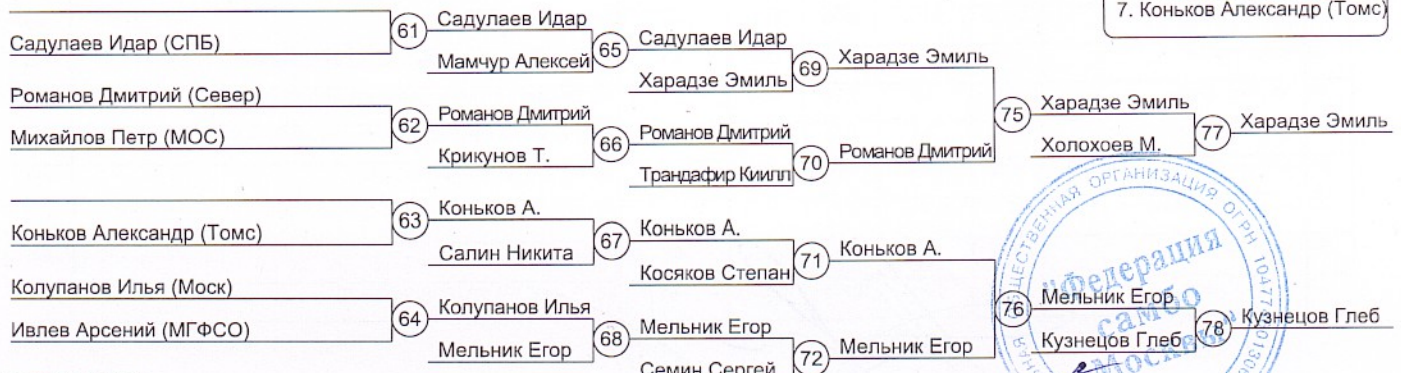 7. Коньков Александр (Томс)
61
Садулаев Идар
Садулаев Идар (СПБ)
Мамчур Алексей
65
Садулаев Идар
Харадзе Эмиль
69
Харадзе Эмиль
Романов Дмитрий (Север)
Михайлов Петр (МОС)
62
Романов Дмитрий
Крикунов Т.
66
Романов Дмитрий
Трандафир Киилл
70
Романов Дмитрий
75
Харадзе Эмиль
Холохоев М.
77
Харадзе Эмиль
Коньков Александр (Томс)
63
Коньков А.
Салин Никита
67
Коньков А.
Косяков Степан
71
Коньков А.
Колупанов Илья (Моск)
Ивлев Арсений (МГФСО)
64
Колупанов Илья
Мельник Егор
68
Мельник Егор
Семин Сергей
72
Мельник Егор
76
Мельник Егор
Кузнецов Глеб
78
Кузнецов Глеб
ОБЩЕСТВЕННАЯ ОРГАНИЗАЦИЯ ОГРН
"Федерация
самбо
Москвы"